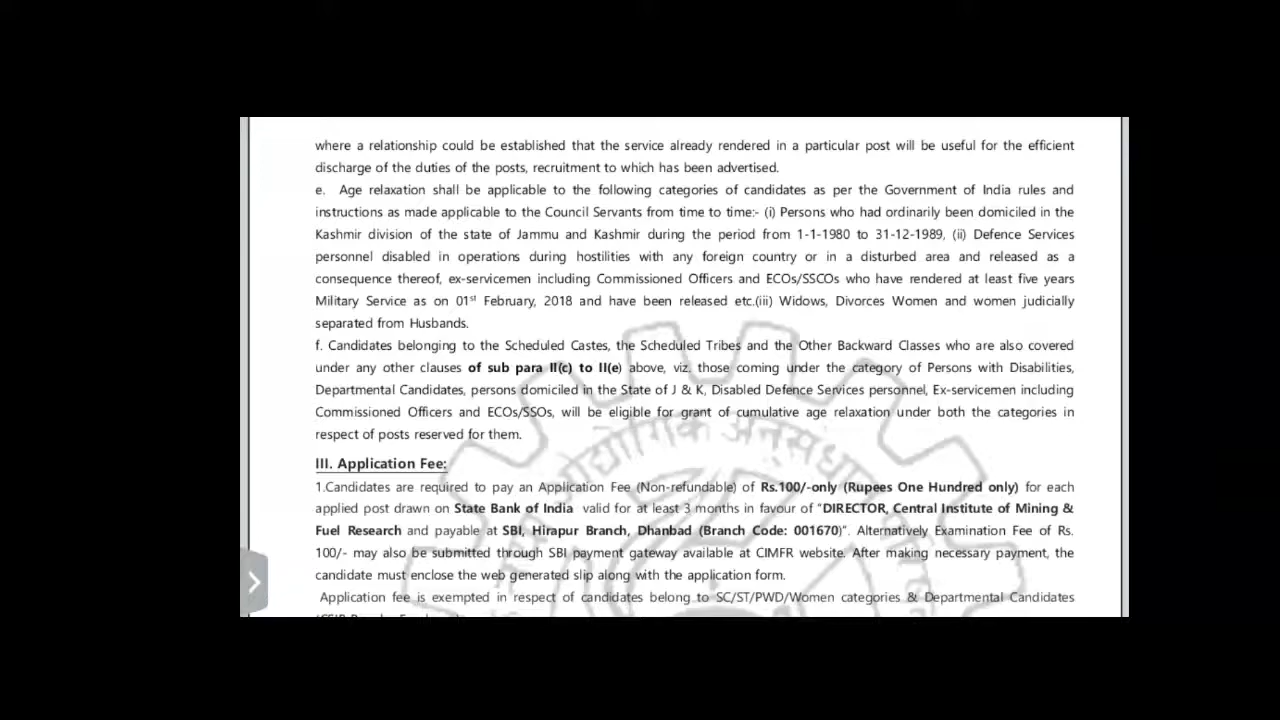 where a relationship could be established that the service already rendered in a particular post will be useful for the efficient
discharge of the duties of the posts, recruitment to which has been advertised.
e. Age relaxation shall be applicable to the following categories of candidates as per the Government of India rules and
instructions as made applicable to the Council Servants from time to time:- (i) Persons who had ordinarily been domiciled in the
Kashmir division of the state of Jammu and Kashmir during the period from 1-1-1980 to 31-12-1989, (ii) Defence Services
personnel disabled in operations during hostilities with any foreign country or in a disturbed area and released as a
consequence thereof, ex-servicemen including Commissioned Officers and ECOs/SSCOs who have rendered at least five years
Military Service as on 01st February, 2018 and have been released etc.(iii) Widows, Divorces Women and women judicially
separated from Husbands.
f. Candidates belonging to the Scheduled Castes, the Scheduled Tribes and the Other Backward Classes who are also covered
under any other clauses of sub para II(c) to II(e) above, viz. those coming under the category of Persons with Disabilities,
Departmental Candidates, persons domiciled in the State of J & K, Disabled Defence Services personnel, Ex-servicemen including
Commissioned Officers and ECOs/SSOs, will be eligible for grant of cumulative age relaxation under both the categories in
respect of posts reserved for them.
III. Application Fee:
1.Candidates are required to pay an Application Fee (Non-refundable) of Rs.100/-only (Rupees One Hundred only) for each
applied post drawn on State Bank of India valid for at least 3 months in favour of "DIRECTOR, Central Institute of Mining &
Fuel Research and payable at SBI, Hirapur Branch, Dhanbad (Branch Code: 001670)". Alternatively Examination Fee of Rs.
100/- may also be submitted through SBI payment gateway available at CIMFR website. After making necessary payment, the
candidate must enclose the web generated slip along with the application form.
Application fee is exempted in respect of candidates belong to SC/ST/PWD/Women categories & Departmental Candidates